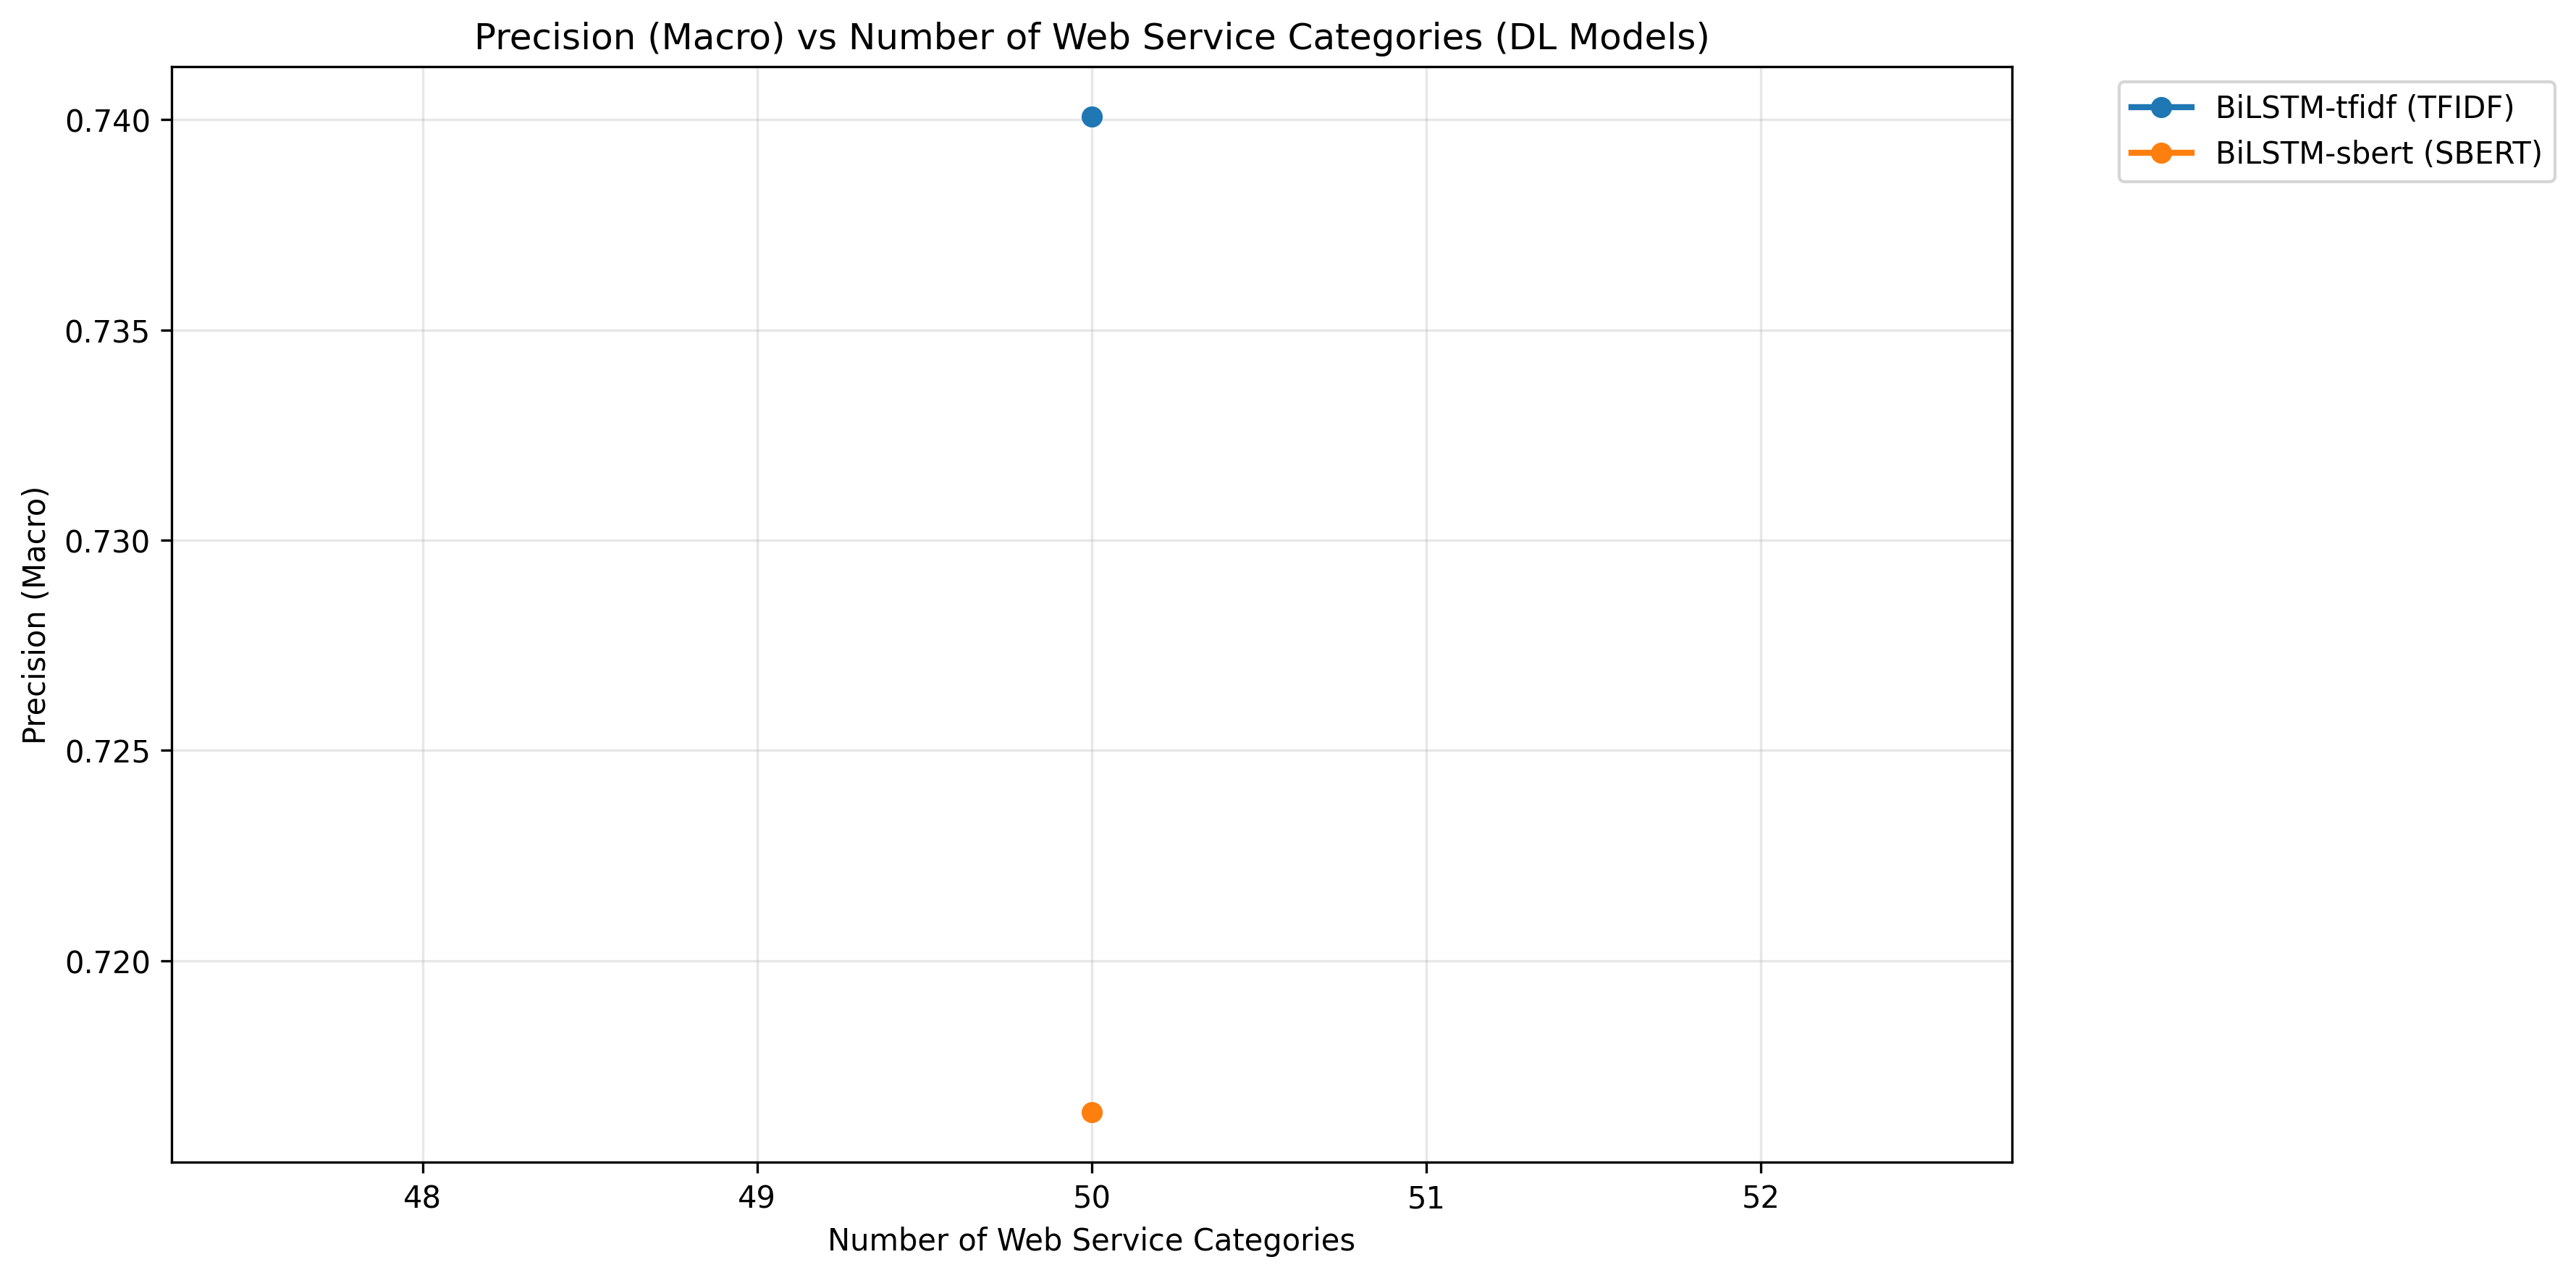 Precision (Macro) vs Number of Web Service Categories (DL Models)
BiLSTM-tfidf (TFIDF)
BiLSTM-sbert (SBERT)
Precision (Macro)
0.740
0.735
0.730
0.725
0.720
48 49 50 51 52
Number of Web Service Categories